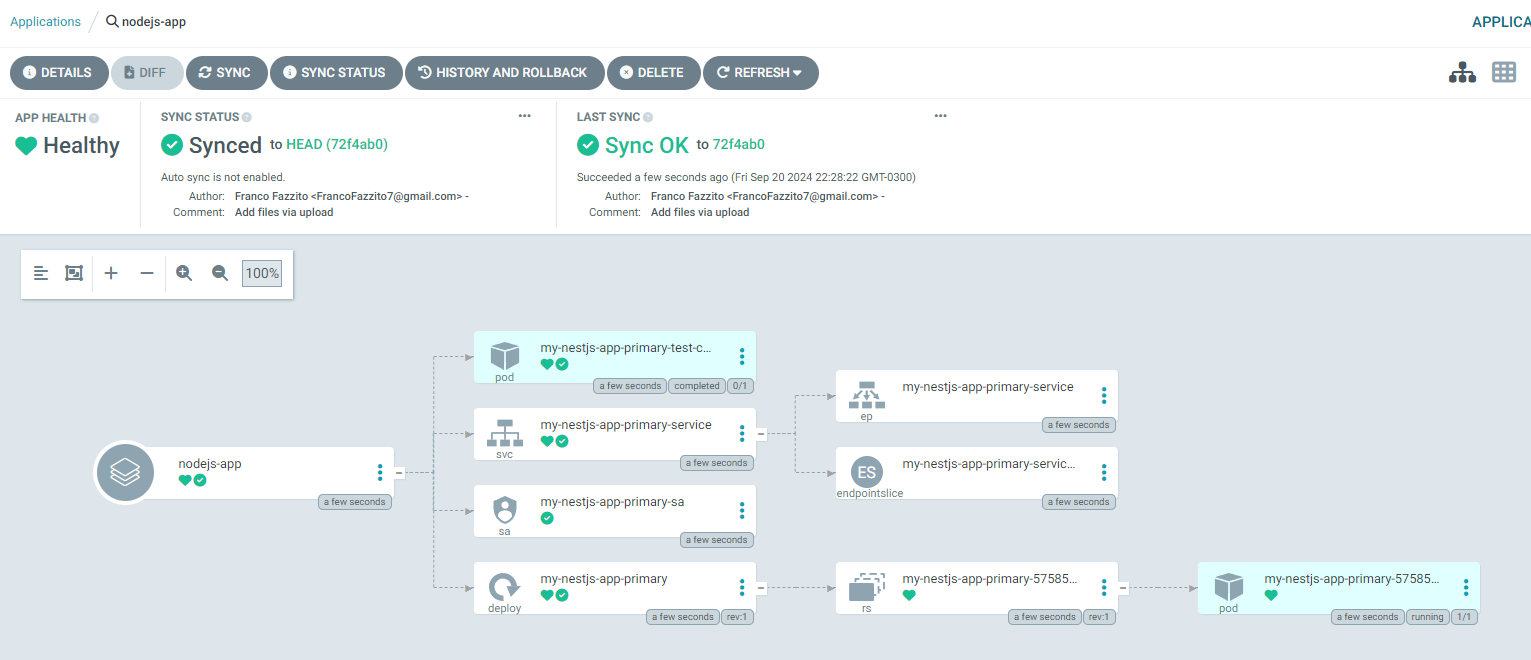 Applications / nodejs-app
APPLICA
DETAILS DIFF SYNC SYNC STATUS HISTORY AND ROLLBACK DELETE REFRESH
APP HEALTH
Healthy
SYNC STATUS
Synced to HEAD (72f4ab0)
Auto sync is not enabled.
Author: Franco Fazzito <FrancoFazzito7@gmail.com> -
Comment: Add files via upload
LAST SYNC
Sync OK to 72f4ab0
Succeeded a few seconds ago (Fri Sep 20 2024 22:28:22 GMT-0300)
Author: Franco Fazzito <FrancoFazzito7@gmail.com> -
Comment: Add files via upload
100%
nodejs-app
a few seconds
my-nestjs-app-primary-test-c...
pod
a few seconds completed 0/1
my-nestjs-app-primary-service
svc
a few seconds
my-nestjs-app-primary-sa
sa
a few seconds
my-nestjs-app-primary
deploy
a few seconds rev:1
my-nestjs-app-primary-service
ep
a few seconds
ES
my-nestjs-app-primary-servic...
endpointslice
a few seconds
my-nestjs-app-primary-57585...
rs
a few seconds rev:1
my-nestjs-app-primary-57585...
pod
a few seconds running 1/1